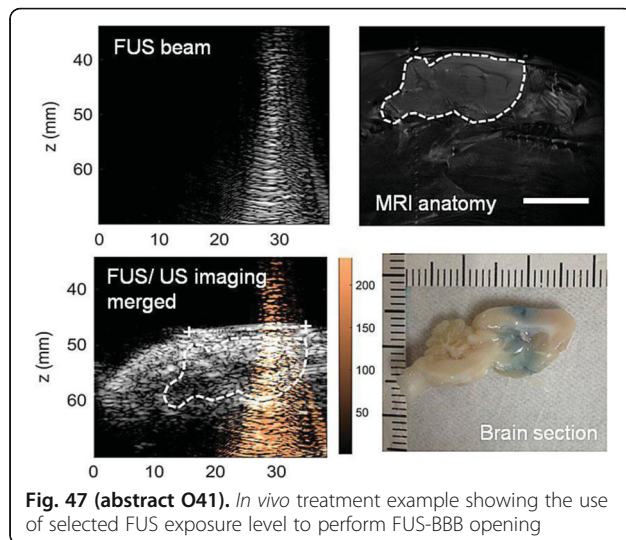 FUS beam
z (mm)
40
50
60
0
10
20
30
MRI anatomy
FUS/ US imaging
merged
z (mm)
40
50
60
0
10
20
30
200
150
100
50
Brain section
Fig. 47 (abstract O41). In vivo treatment example showing the use
of selected FUS exposure level to perform FUS-BBB opening